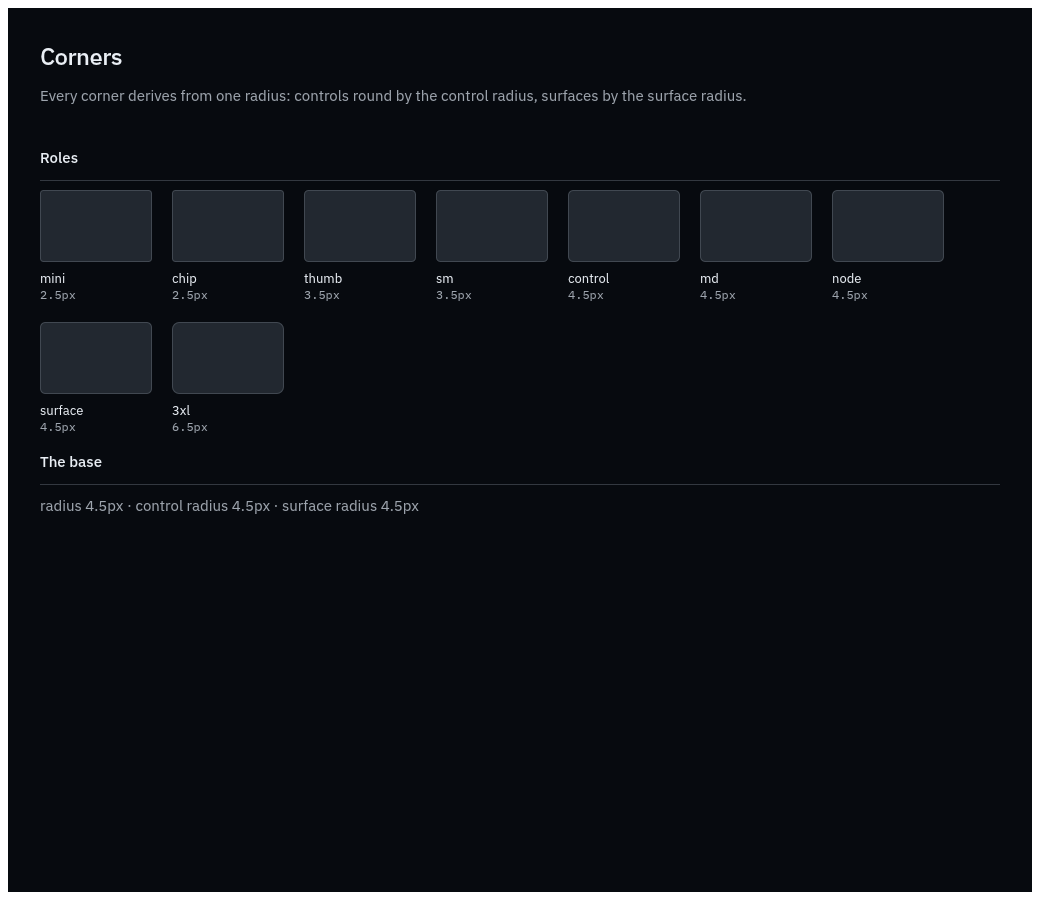 Corners
Every corner derives from one radius: controls round by the control radius, surfaces by the surface radius.
Roles
mini chip thumb sm control md node
2.5px 2.5px 3.5px 3.5px 4.5px 4.5px 4.5px
surface 3xl
4.5px 6.5px
The base
radius 4.5px · control radius 4.5px · surface radius 4.5px